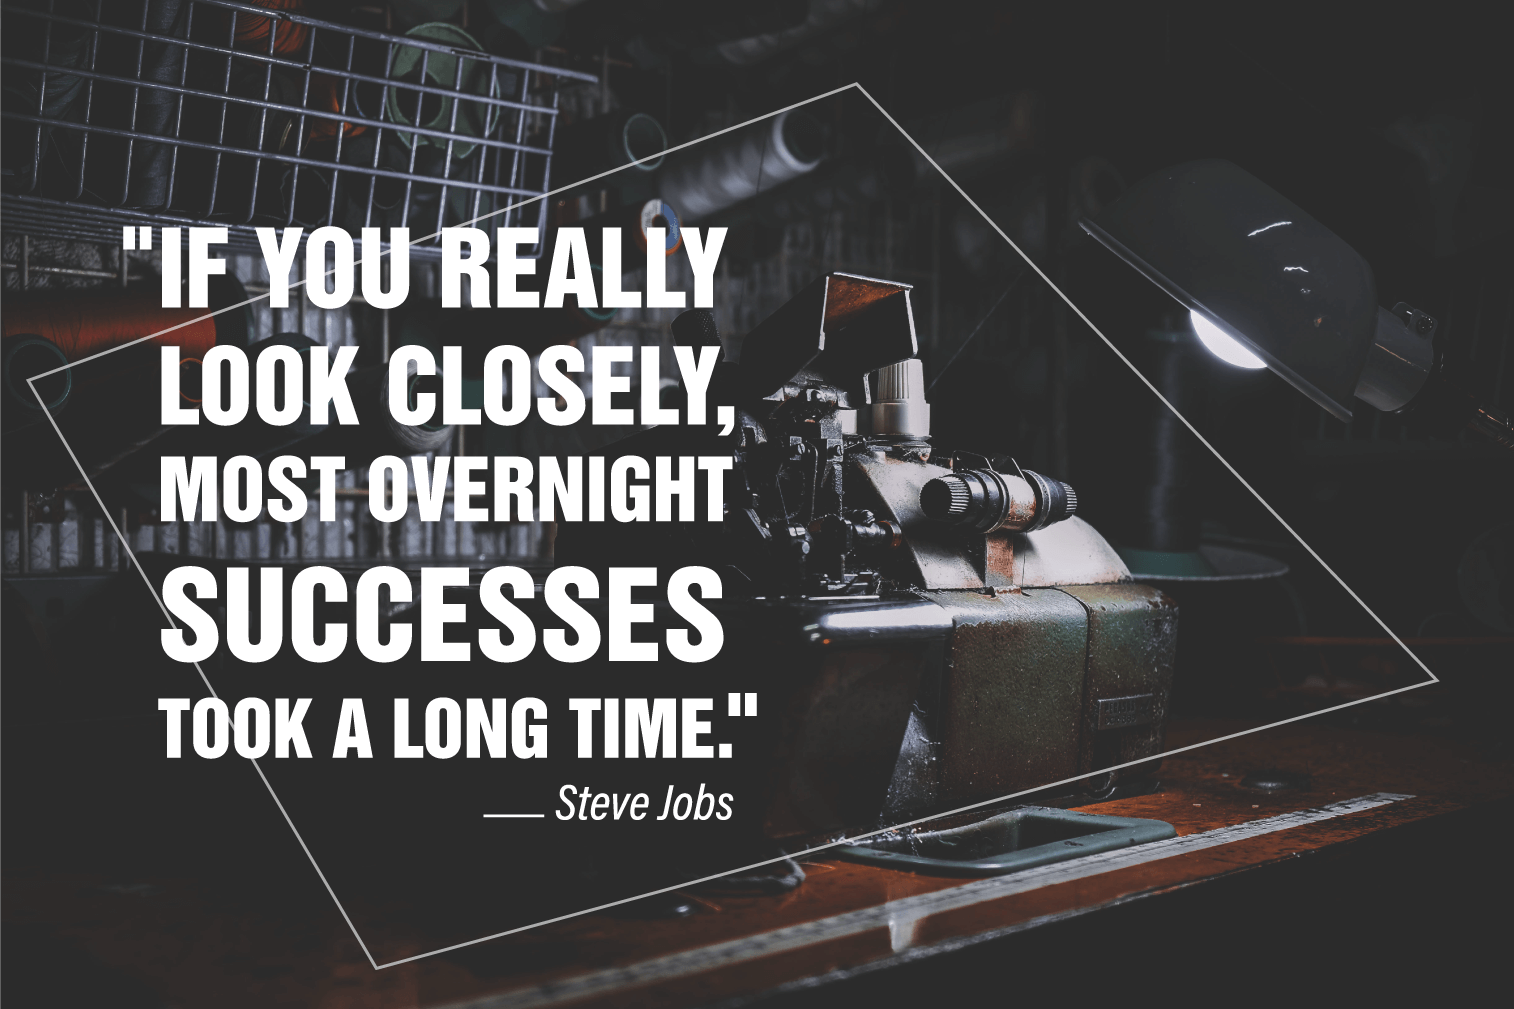 "IF YOU REALLY
LOOK CLOSELY,
MOST OVERNIGHT
SUCCESSES
TOOK A LONG TIME."
Steve Jobs